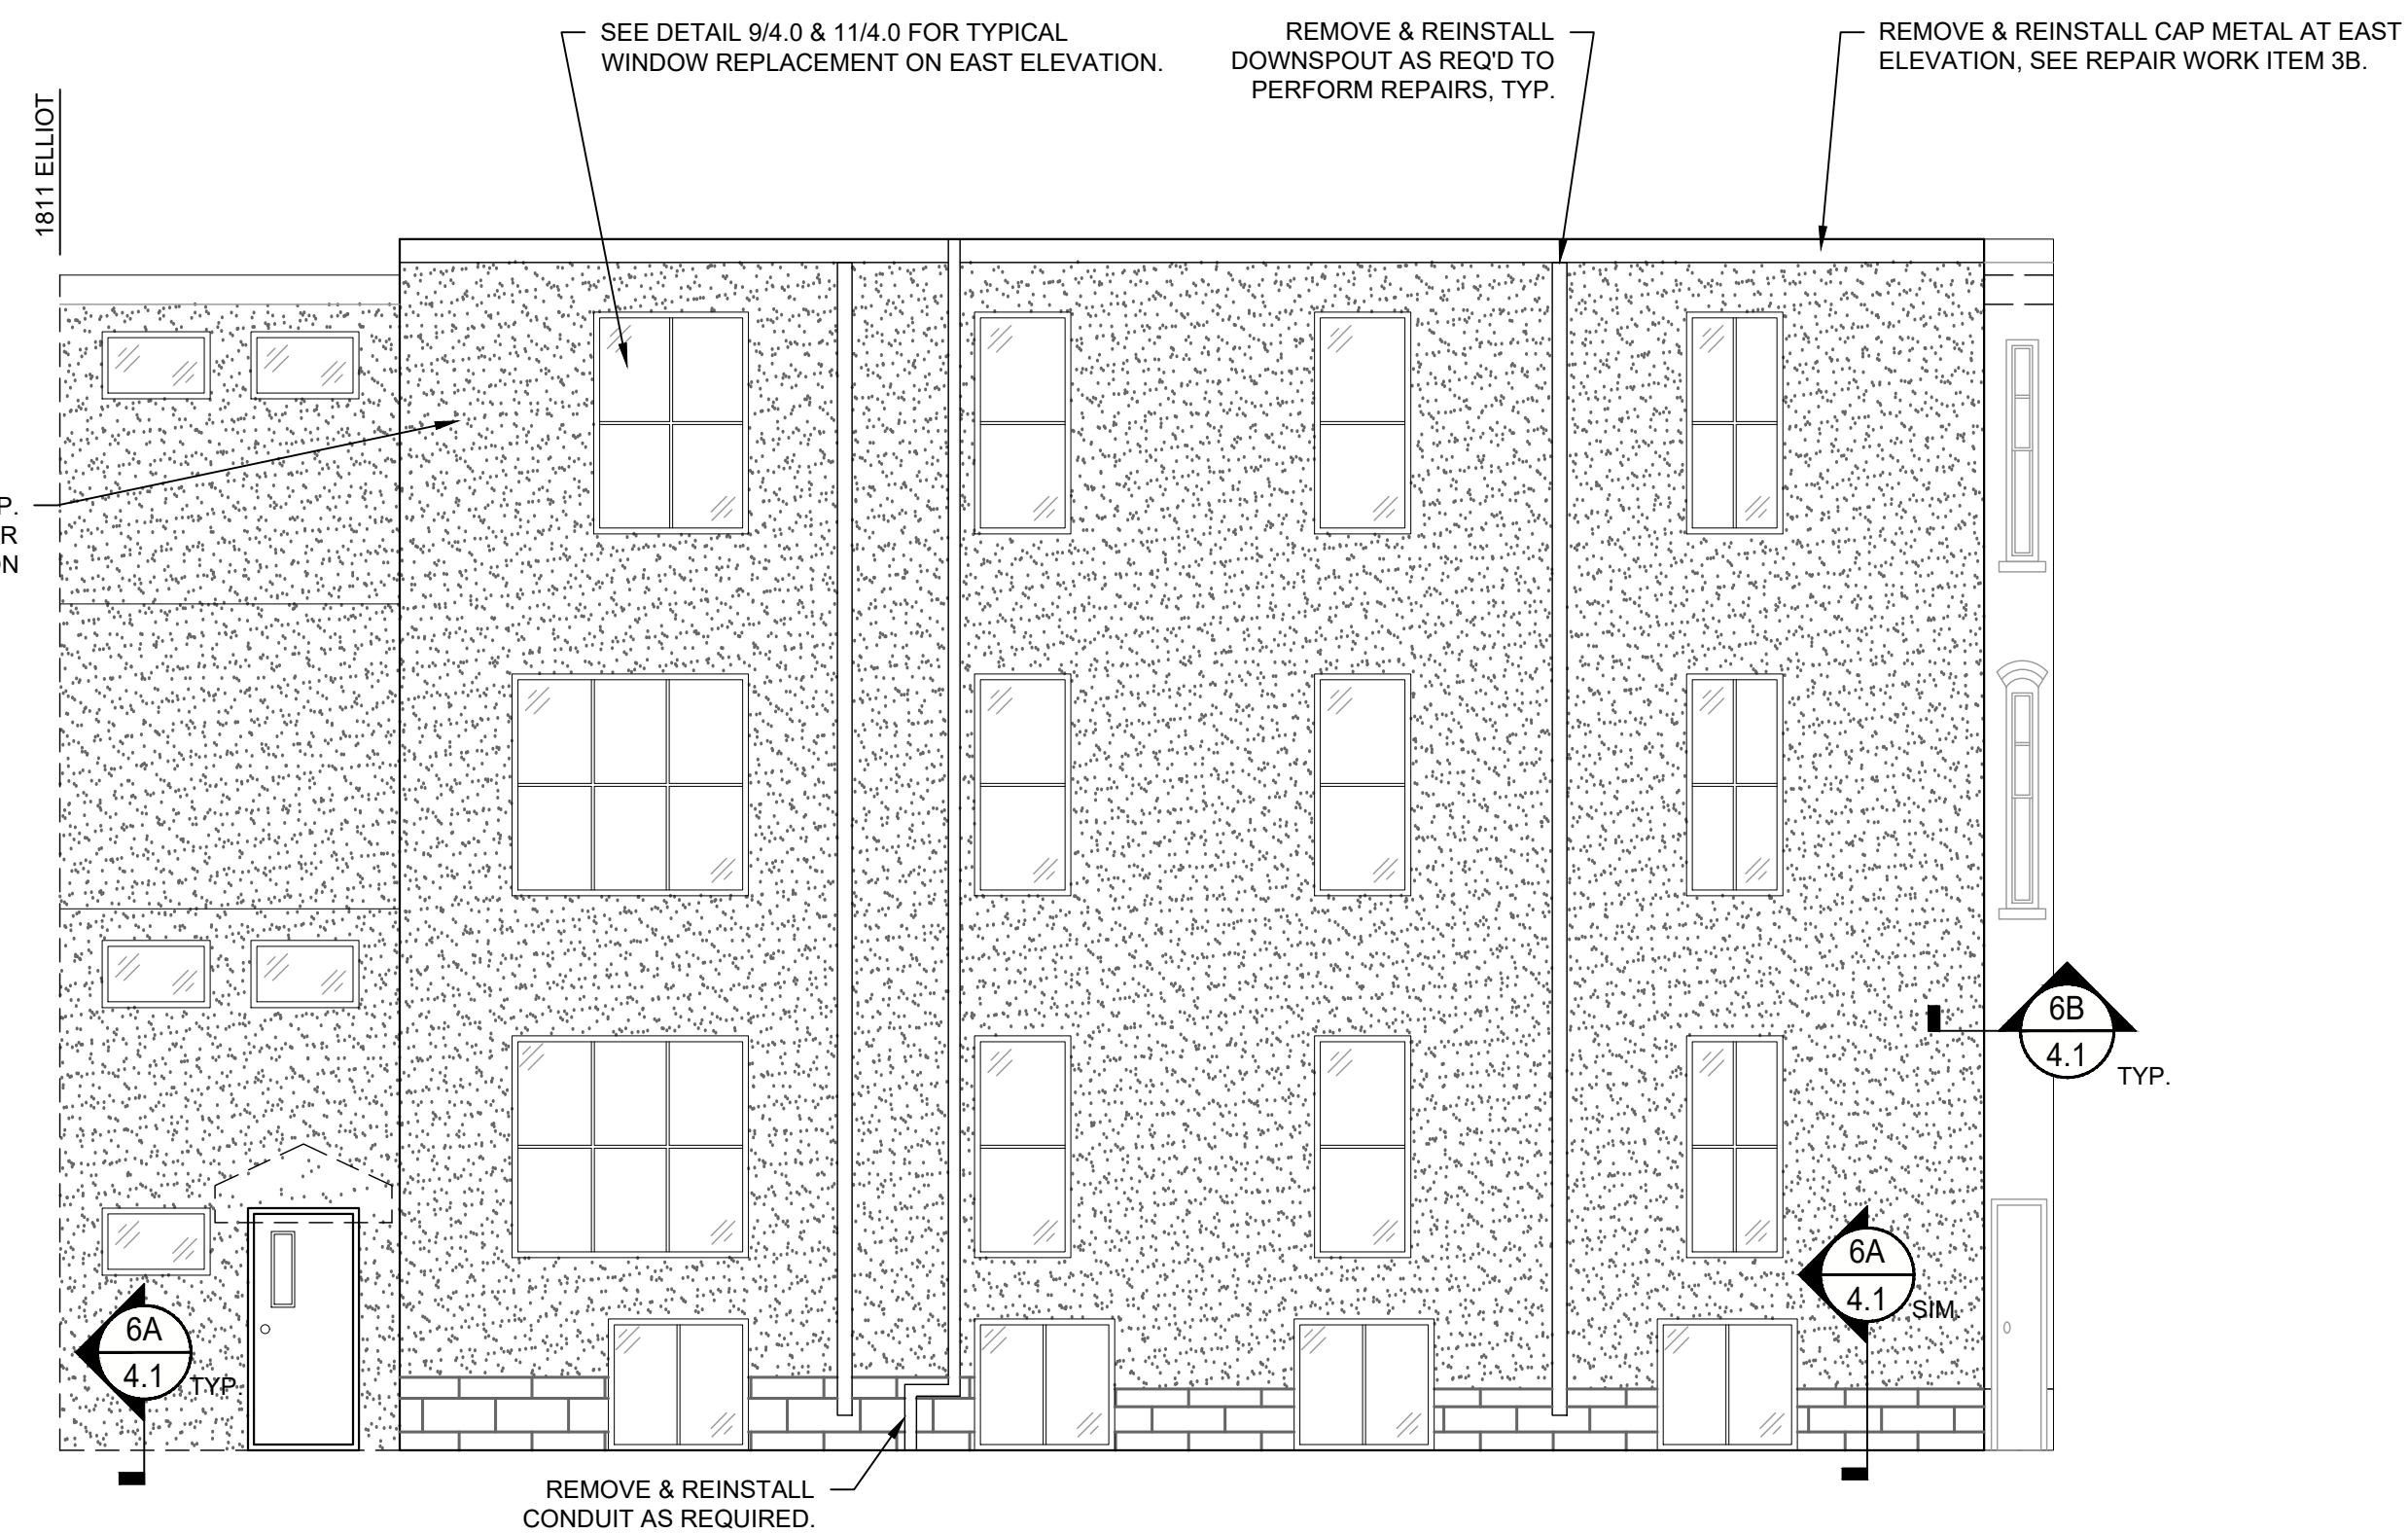 SEE DETAIL 9/4.0 & 11/4.0 FOR TYPICAL
WINDOW REPLACEMENT ON EAST ELEVATION.
REMOVE & REINSTALL
DOWNSPOUT AS REQ'D TO
PERFORM REPAIRS, TYP.
REMOVE & REINSTALL CAP METAL AT EAST
ELEVATION, SEE REPAIR WORK ITEM 3B.
1811 ELLIOT
P.
R
ON
6B
4.1
TYP.
6A
4.1
SIM.
6A
4.1
TYP.
REMOVE & REINSTALL
CONDUIT AS REQUIRED.